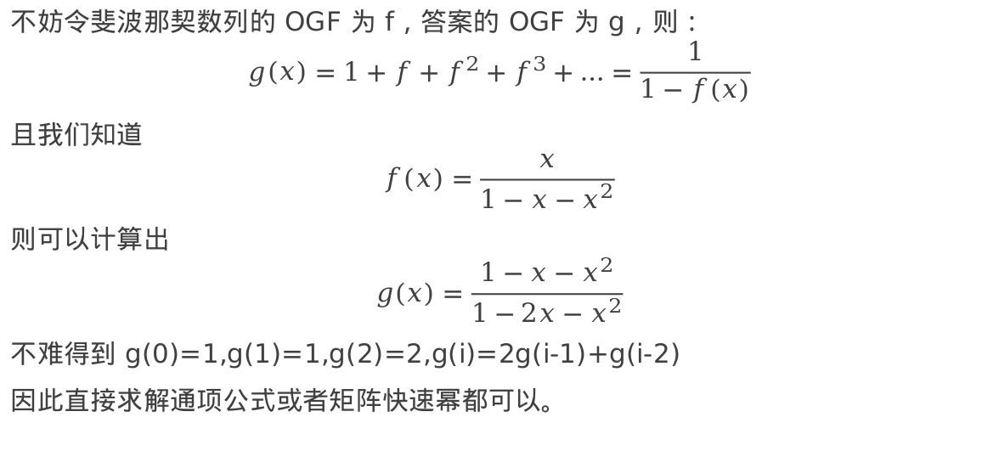 不妨令斐波那契数列的 OGF 为 f , 答案的 OGF 为 g , 则：
g(x) = 1 + f + f^2 + f^3 + ... = \frac{1}{1 - f(x)}
且我们知道
f(x) = \frac{x}{1 - x - x^2}
则可以计算出
g(x) = \frac{1 - x - x^2}{1 - 2x - x^2}
不难得到 g(0)=1,g(1)=1,g(2)=2,g(i)=2g(i-1)+g(i-2)
因此直接求解通项公式或者矩阵快速幂都可以。